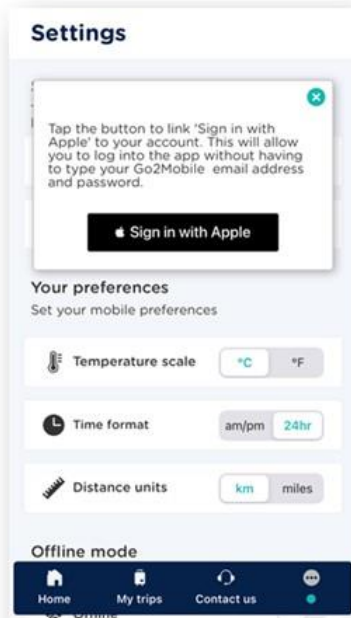 Settings
Tap the button to link 'Sign in with
Apple' to your account. This will allow
you to log into the app without having
to type your Go2Mobile email address
and password.
Sign in with Apple
Your preferences
Set your mobile preferences
Temperature scale °C °F
Time format am/pm 24hr
Distance units km miles
Offline mode
Home My trips Contact us
Offline